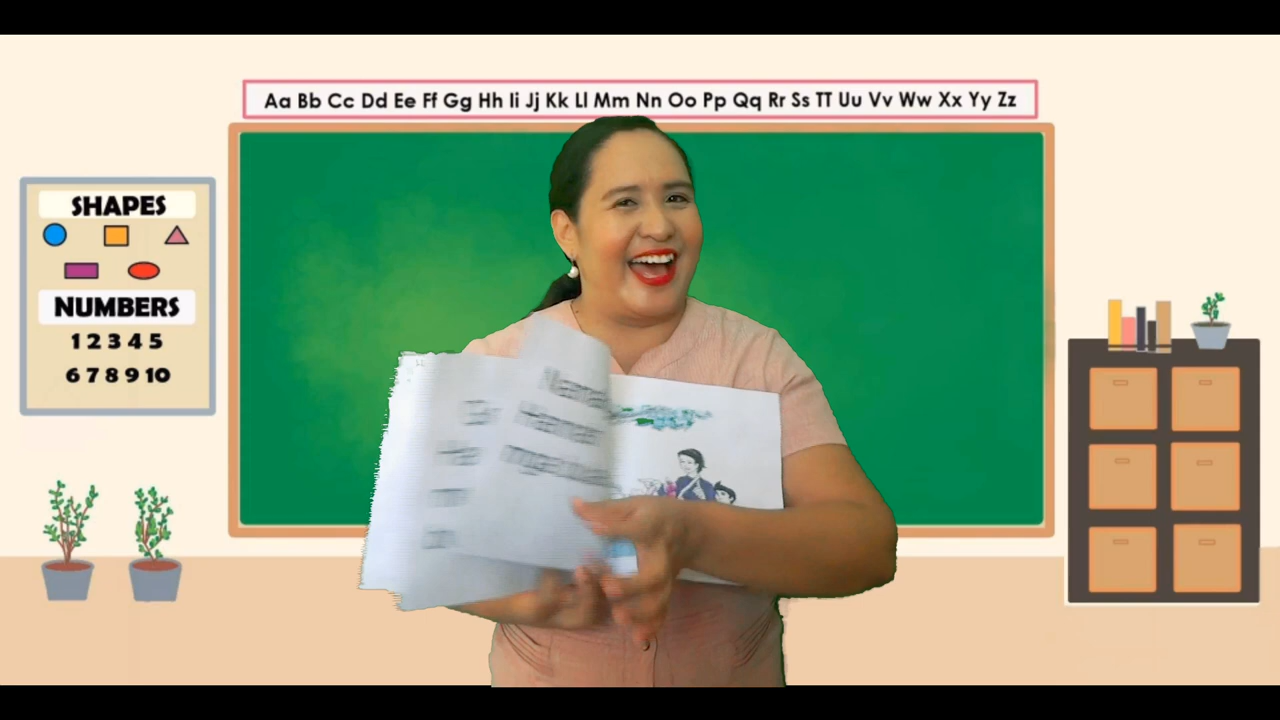 Aa Bb Cc Dd Ee Ff Gg Hh Ii Jj Kk Ll Mm Nn Oo Pp Qq Rr Ss TT Uu Vv Ww Xx Yy Zz
SHAPES
NUMBERS
1 2 3 4 5
6 7 8 9 10